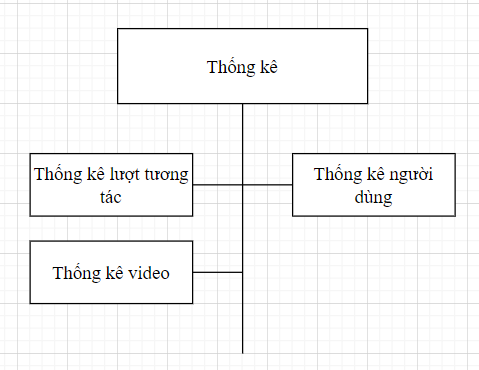 Thống kê
Thống kê lượt tương
tác
Thống kê người
dùng
Thống kê video